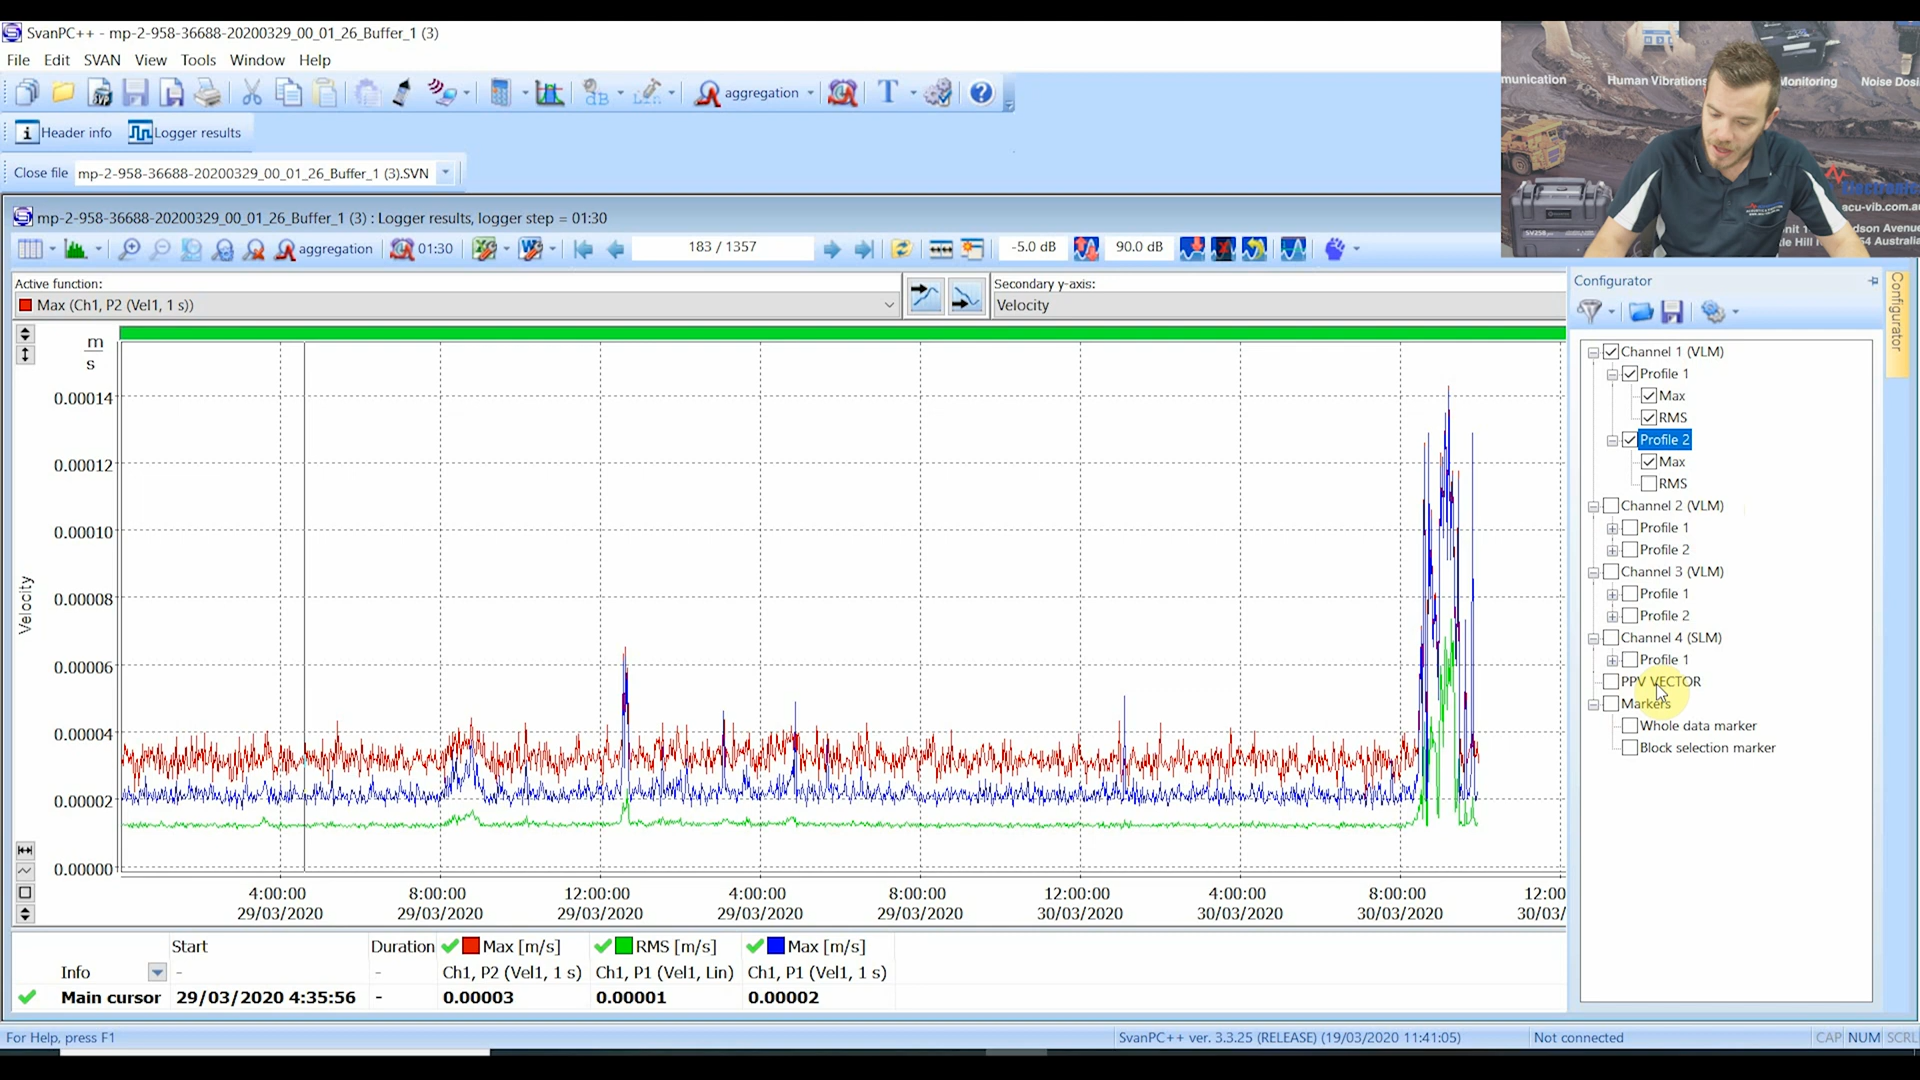 SvanPC++ - mp-2-958-36688-20200329_00_01_26_Buffer_1 (3)
File Edit SVAN View Tools Window Help
aggregation
Header info Logger results
Close file mp-2-958-36688-20200329_00_01_26_Buffer_1 (3).SVN
munication Human Vibrations Monitoring Noise Dosi
SV258
acu-vib.com.a
dson Avenue
le Hill 54 Australia
mp-2-958-36688-20200329_00_01_26_Buffer_1 (3) : Logger results, logger step = 01:30
aggregation 01:30 183 / 1357 -5.0 dB 90.0 dB
Active function:
Max (Ch1, P2 (Vel1, 1 s))
Secondary y-axis:
Velocity
m
s
0.00014
0.00012
0.00010
0.00008
0.00006
0.00004
0.00002
0.00000
Velocity
4:00:00 8:00:00 12:00:00 4:00:00 8:00:00 12:00:00 4:00:00 8:00:00 12:00
29/03/2020 29/03/2020 29/03/2020 29/03/2020 29/03/2020 30/03/2020 30/03/2020 30/03/2020 30/03/
Start Duration Max [m/s] RMS [m/s] Max [m/s]
Info - - Ch1, P2 (Vel1, 1 s) Ch1, P1 (Vel1, Lin) Ch1, P1 (Vel1, 1 s)
Main cursor 29/03/2020 4:35:56 - 0.00003 0.00001 0.00002
Configurator
Configurator
Channel 1 (VLM)
Profile 1
Max
RMS
Profile 2
Max
RMS
Channel 2 (VLM)
Profile 1
Profile 2
Channel 3 (VLM)
Profile 1
Profile 2
Channel 4 (SLM)
Profile 1
PPV VECTOR
Markers
Whole data marker
Block selection marker
For Help, press F1
SvanPC++ ver. 3.3.25 (RELEASE) (19/03/2020 11:41:05)
Not connected
CAP NUM SCRL